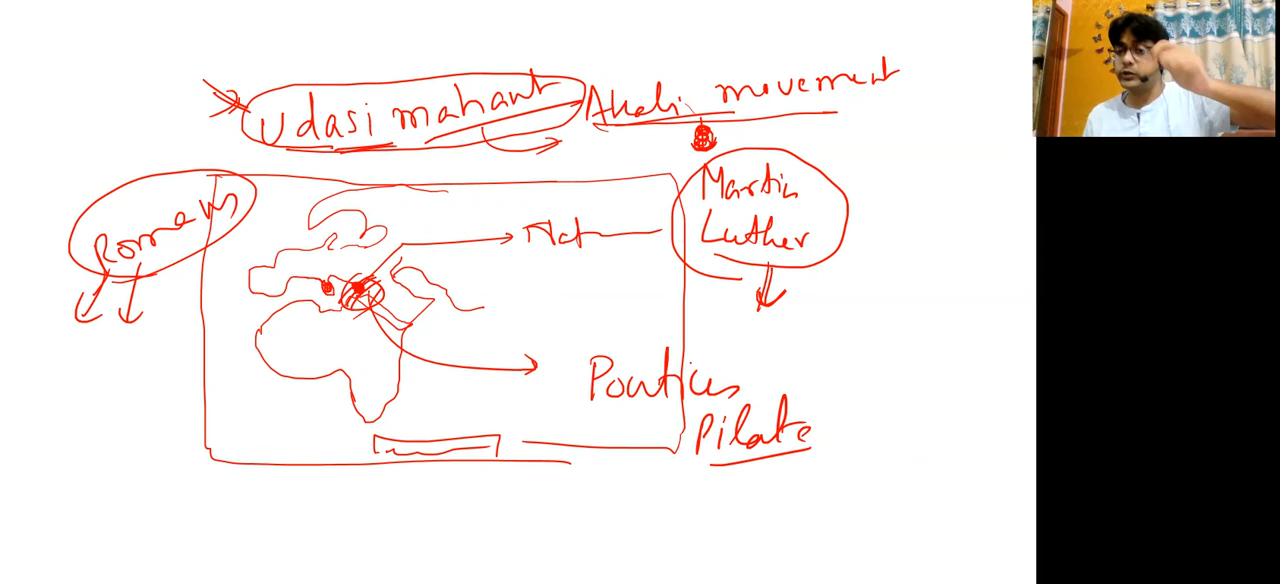 Udasi mahant Akali movement
Romans
Martin
Luther
Pontius
Pilate